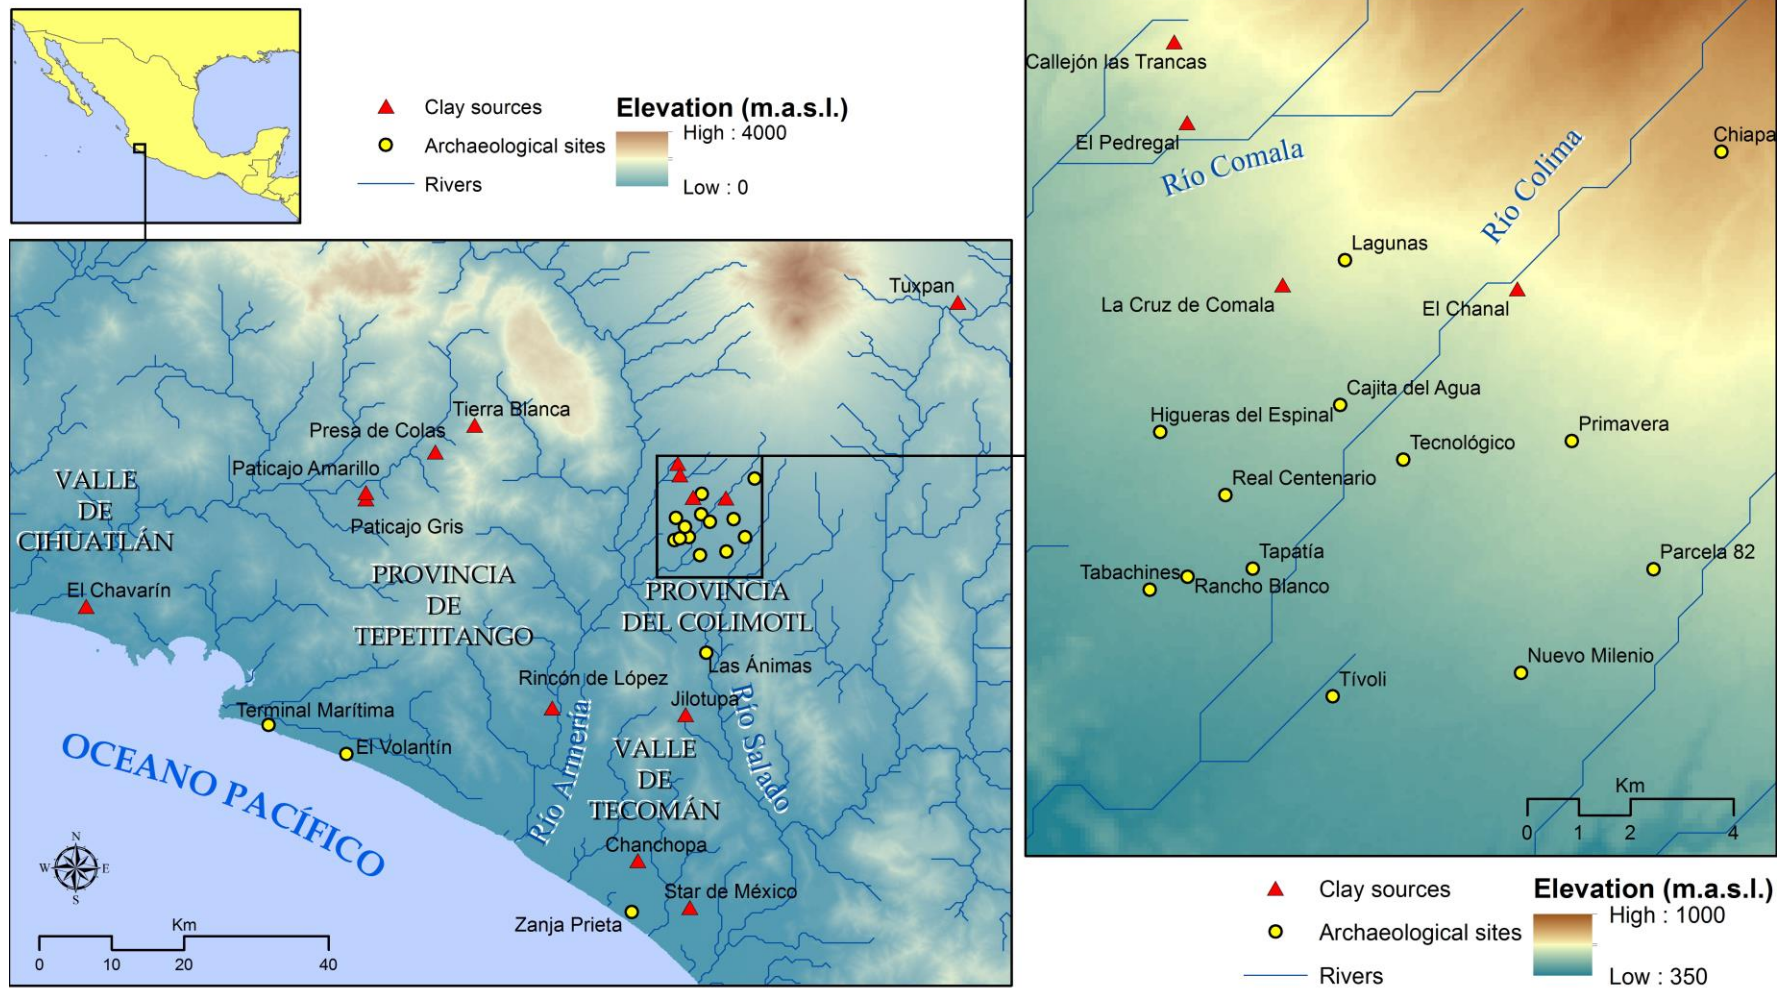 Clay sources
Archaeological sites
Rivers
Elevation (m.a.s.l.)
High : 4000
Low : 0
Tuxpan
Tierra Blanca
Presa de Colas
Paticajo Amarillo
Paticajo Gris
VALLE
DE
CIHUATLÁN
El Chavarín
PROVINCIA
DE
TEPETITANGO
PROVINCIA
DEL COLIMOTL
Las Ánimas
Rincón de López
Jilotupa
Río Armería
Río Salado
Terminal Marítima
El Volantín
VALLE
DE
TECOMÁN
OCEANO PACÍFICO
Chanchopa
Star de México
Zanja Prieta
N
W
E
S
Km
0
10
20
40
Callejón las Trancas
El Pedregal
Río Comala
Río Colima
Chiapa
Lagunas
La Cruz de Comala
El Chanal
Cajita del Agua
Higueras del Espinal
Primavera
Tecnológico
Real Centenario
Tapatía
Parcela 82
Tabachines
Rancho Blanco
Nuevo Milenio
Tívoli
Km
0
1
2
4
Clay sources
Archaeological sites
Rivers
Elevation (m.a.s.l.)
High : 1000
Low : 350